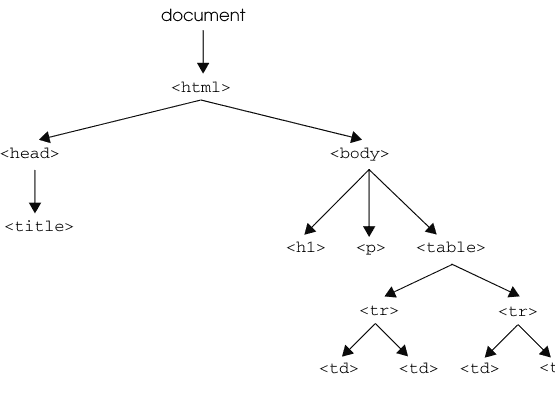 document
<html>
<head> <body>
<title>
<h1> <p> <table>
<tr> <tr>
<td> <td> <td> <t